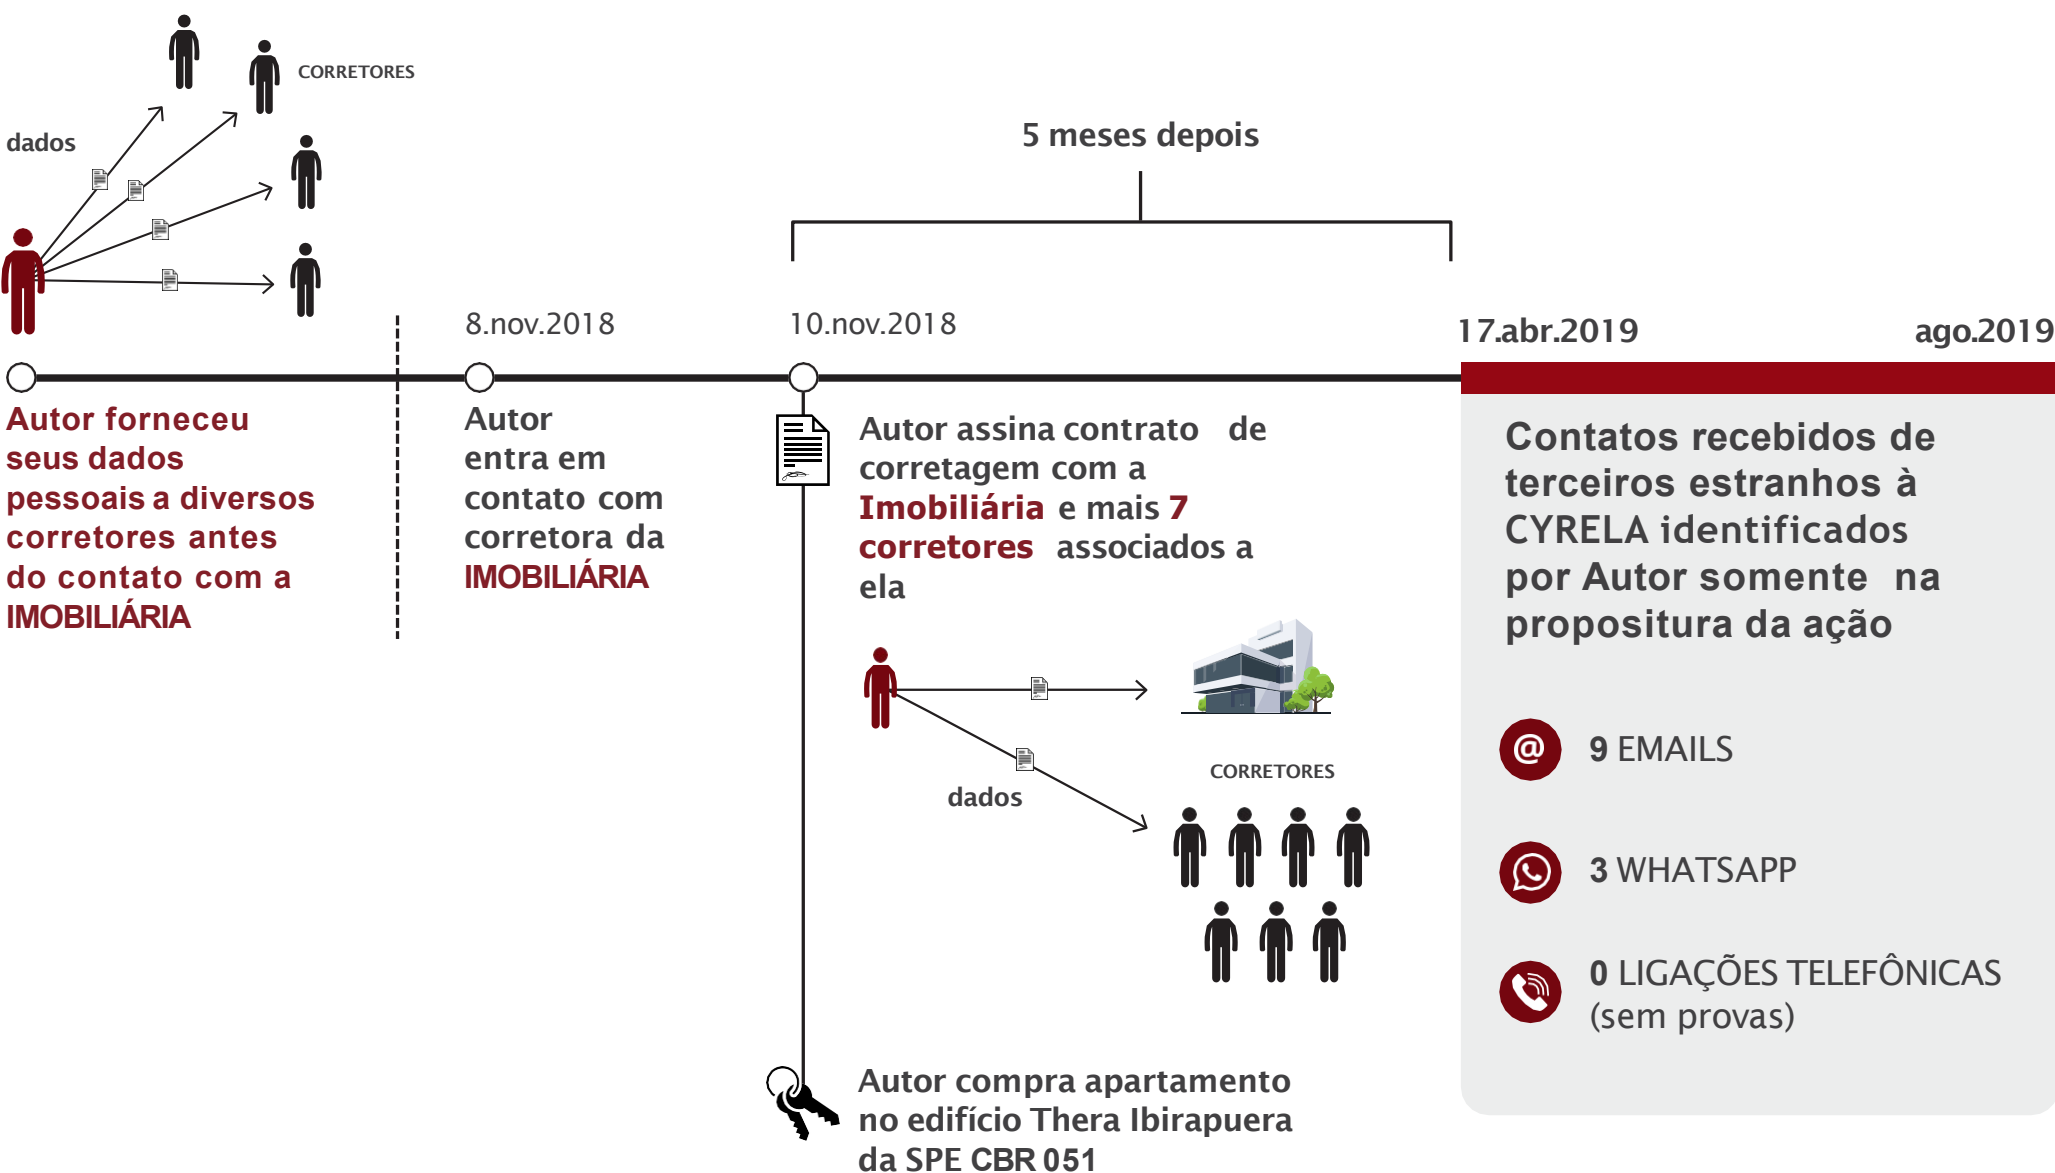 CORRETORES
dados
5 meses depois
8.nov.2018
10.nov.2018
17.abr.2019
ago.2019
Autor forneceu
seus dados
pessoais a diversos
corretores antes
do contato com a
IMOBILIÁRIA
Autor
entra em
contato com
corretora da
IMOBILIÁRIA
Autor assina contrato de
corretagem com a
Imobiliária e mais 7
corretores associados a
ela
dados
CORRETORES
Autor compra apartamento
no edifício Thera Ibirapuera
da SPE CBR 051
Contatos recebidos de
terceiros estranhos à
CYRELA identificados
por Autor somente na
propositura da ação
@
9 EMAILS
3 WHATSAPP
0 LIGAÇÕES TELEFÔNICAS
(sem provas)